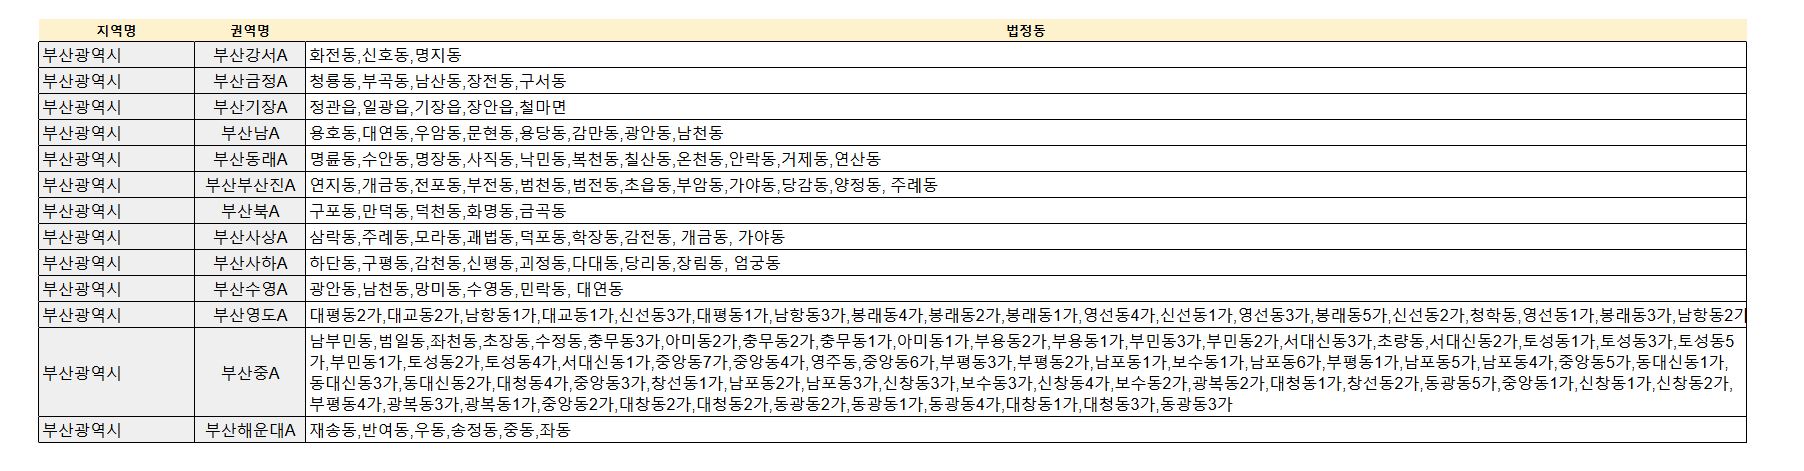 지역명 권역명 법정동
부산광역시 부산강서A 화전동,신호동,명지동
부산광역시 부산금정A 청룡동,부곡동,남산동,장전동,구서동
부산광역시 부산기장A 정관읍,일광읍,기장읍,장안읍,철마면
부산광역시 부산남A 용호동,대연동,우암동,문현동,용당동,감만동,광안동,남천동
부산광역시 부산동래A 명륜동,수안동,명장동,사직동,낙민동,복천동,칠산동,온천동,안락동,거제동,연산동
부산광역시 부산부산진A 연지동,개금동,전포동,부전동,범천동,범전동,초읍동,부암동,가야동,당감동,양정동, 주례동
부산광역시 부산북A 구포동,만덕동,덕천동,화명동,금곡동
부산광역시 부산사상A 삼락동,주례동,모라동,괘법동,덕포동,학장동,감전동, 개금동, 가야동
부산광역시 부산사하A 하단동,구평동,감천동,신평동,괴정동,다대동,당리동,장림동, 엄궁동
부산광역시 부산수영A 광안동,남천동,망미동,수영동,민락동, 대연동
부산광역시 부산영도A 대평동2가,대교동2가,남항동1가,대교동1가,신선동3가,대평동1가,남항동3가,봉래동4가,봉래동2가,봉래동1가,영선동4가,신선동1가,영선동3가,봉래동5가,신선동2가,청학동,영선동1가,봉래동3가,남항동2가
남부민동,범일동,좌천동,초장동,수정동,충무동3가,아미동2가,충무동2가,충무동1가,아미동1가,부용동2가,부용동1가,부민동3가,부민동2가,서대신동3가,초량동,서대신동2가,토성동1가,토성동3가,토성동5
가,부민동1가,토성동2가,토성동4가,서대신동1가,중앙동7가,중앙동4가,영주동,중앙동6가,부평동3가,부평동2가,남포동1가,보수동1가,남포동6가,부평동1가,남포동5가,남포동4가,중앙동5가,동대신동1가,
부산광역시 부산중A 동대신동3가,동대신동2가,대청동4가,중앙동3가,창선동1가,남포동2가,남포동3가,신창동3가,보수동3가,신창동4가,보수동2가,광복동2가,대청동1가,창선동2가,동광동5가,중앙동1가,신창동1가,신창동2가,
부평동4가,광복동3가,광복동1가,중앙동2가,대창동2가,대청동2가,동광동2가,동광동1가,동광동4가,대창동1가,대청동3가,동광동3가
부산광역시 부산해운대A 재송동,반여동,우동,송정동,중동,좌동